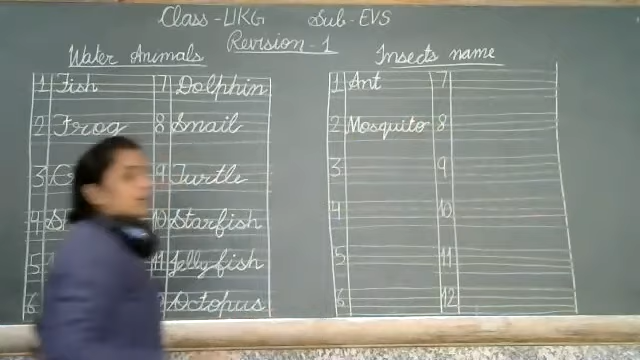 Class - UKG Sub - EVS
Revision - 1
Water Animals
1 Fish 7 Dolphin
2 Frog 8 Snail
3 9 Turtle
4 10 Starfish
5 11 Jellyfish
6 Octopus
Insects name
1 Ant 7
2 Mosquito 8
3 9
4 10
5 11
6 12